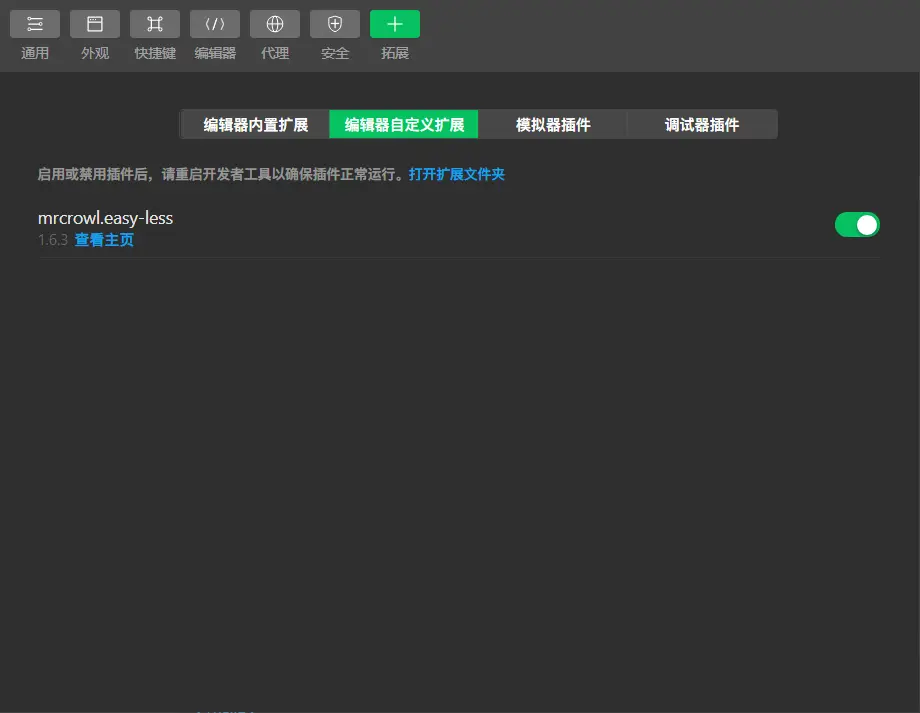 通用 外观 快捷键 编辑器 代理 安全 拓展
编辑器内置扩展 编辑器自定义扩展 模拟器插件 调试器插件
启用或禁用插件后，请重启开发者工具以确保插件正常运行。打开扩展文件夹
mrcrowl.easy-less
1.6.3 查看主页